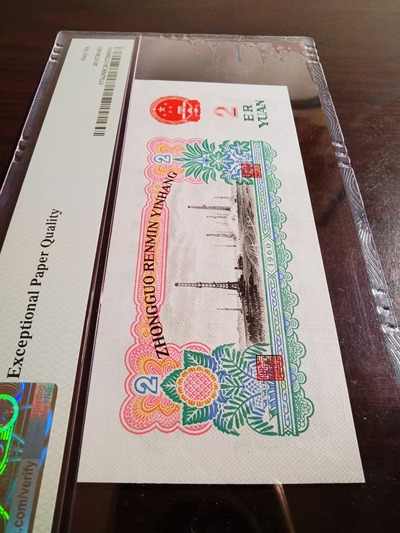 Exceptional Paper Quality
.com/verify
2
ER
YUAN
ZHONGGUO RENMIN YINHANG
2
2
1960